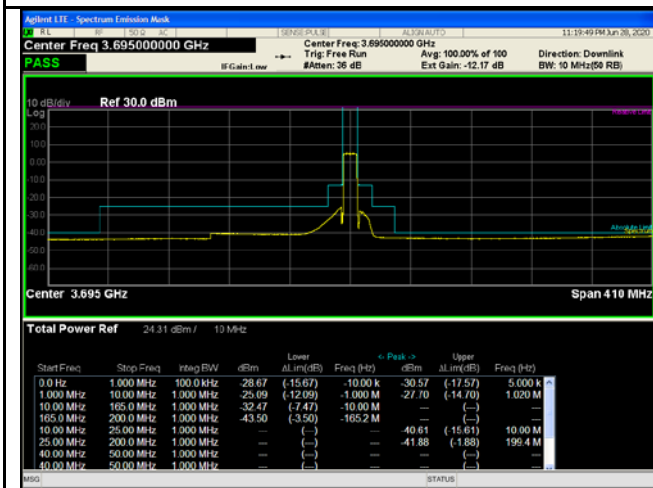 Agilent LTE - Spectrum Emission Mask
RL RF 50 Ω AC SENSE:PULSE ALIGN AUTO 11:19:49 PM Jun 28, 2020
Center Freq 3.695000000 GHz Center Freq: 3.695000000 GHz
Trig: Free Run Avg: 100.00% of 100 Direction: Downlink
PASS IFGain:Low #Atten: 36 dB Ext Gain: -12.17 dB BW: 10 MHz(50 RB)
10 dB/div Ref 30.0 dBm
Log
20.0
10.0
0.00
-10.0
-20.0
-30.0
-40.0
-50.0
-60.0
Relative Limit
Absolute Limit
Spectrum
Center 3.695 GHz Span 410 MHz
Total Power Ref 24.31 dBm / 10 MHz
Lower <- Peak -> Upper
Start Freq Stop Freq Integ BW dBm ΔLim(dB) Freq (Hz) dBm ΔLim(dB) Freq (Hz)
0.0 Hz 1.000 MHz 100.0 kHz -28.67 (-15.67) -10.00 k -30.57 (-17.57) 5.000 k
1.000 MHz 10.00 MHz 1.000 MHz -25.09 (-12.09) -1.000 M -27.70 (-14.70) 1.020 M
10.00 MHz 165.0 MHz 1.000 MHz -32.47 (-7.47) -10.00 M --- (---) ---
165.0 MHz 200.0 MHz 1.000 MHz -43.50 (-3.50) -165.2 M --- (---) ---
10.00 MHz 25.00 MHz 1.000 MHz --- (---) --- -40.61 (-15.61) 10.00 M
25.00 MHz 200.0 MHz 1.000 MHz --- (---) --- -41.88 (-1.88) 199.4 M
40.00 MHz 50.00 MHz 1.000 MHz --- (---) --- --- (---) ---
40.00 MHz 50.00 MHz 1.000 MHz --- (---) --- --- (---) ---
MSG STATUS